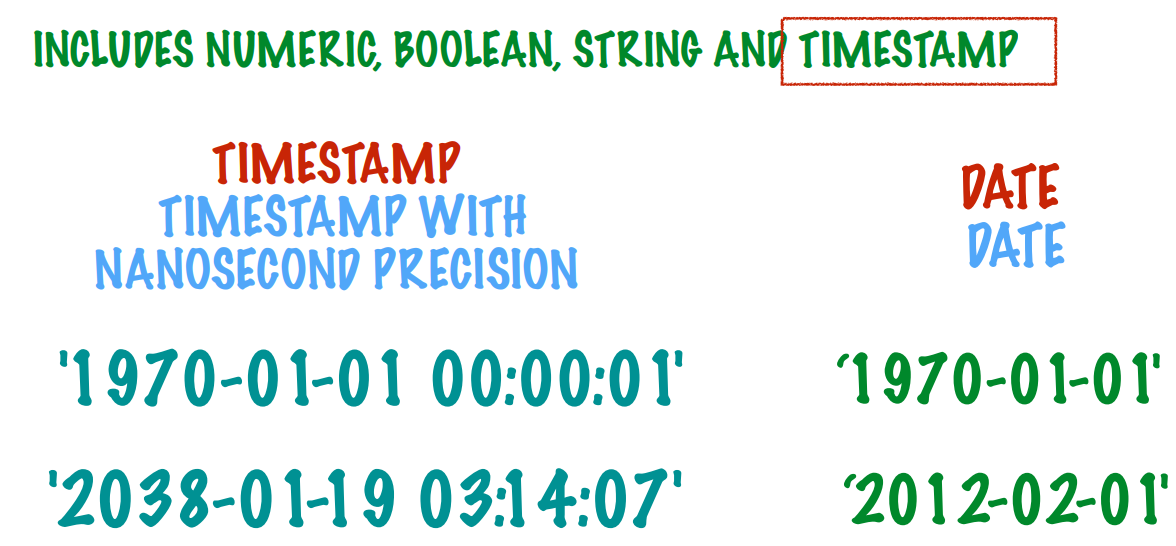 INCLUDES NUMERIC, BOOLEAN, STRING AND TIMESTAMP
TIMESTAMP
TIMESTAMP WITH
NANOSECOND PRECISION
DATE
DATE
'1970-01-01 00:00:01'
‘1970-01-01'
'2038-01-19 03:14:07'
‘2012-02-01'